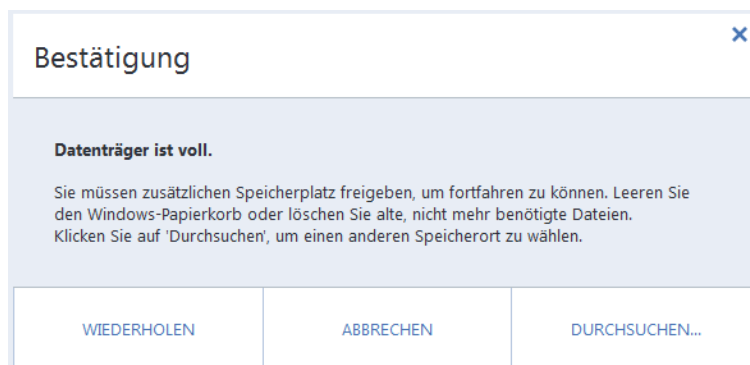 Bestätigung
Datenträger ist voll.
Sie müssen zusätzlichen Speicherplatz freigeben, um fortfahren zu können. Leeren Sie
den Windows-Papierkorb oder löschen Sie alte, nicht mehr benötigte Dateien.
Klicken Sie auf 'Durchsuchen', um einen anderen Speicherort zu wählen.
WIEDERHOLEN ABBRECHEN DURCHSUCHEN...